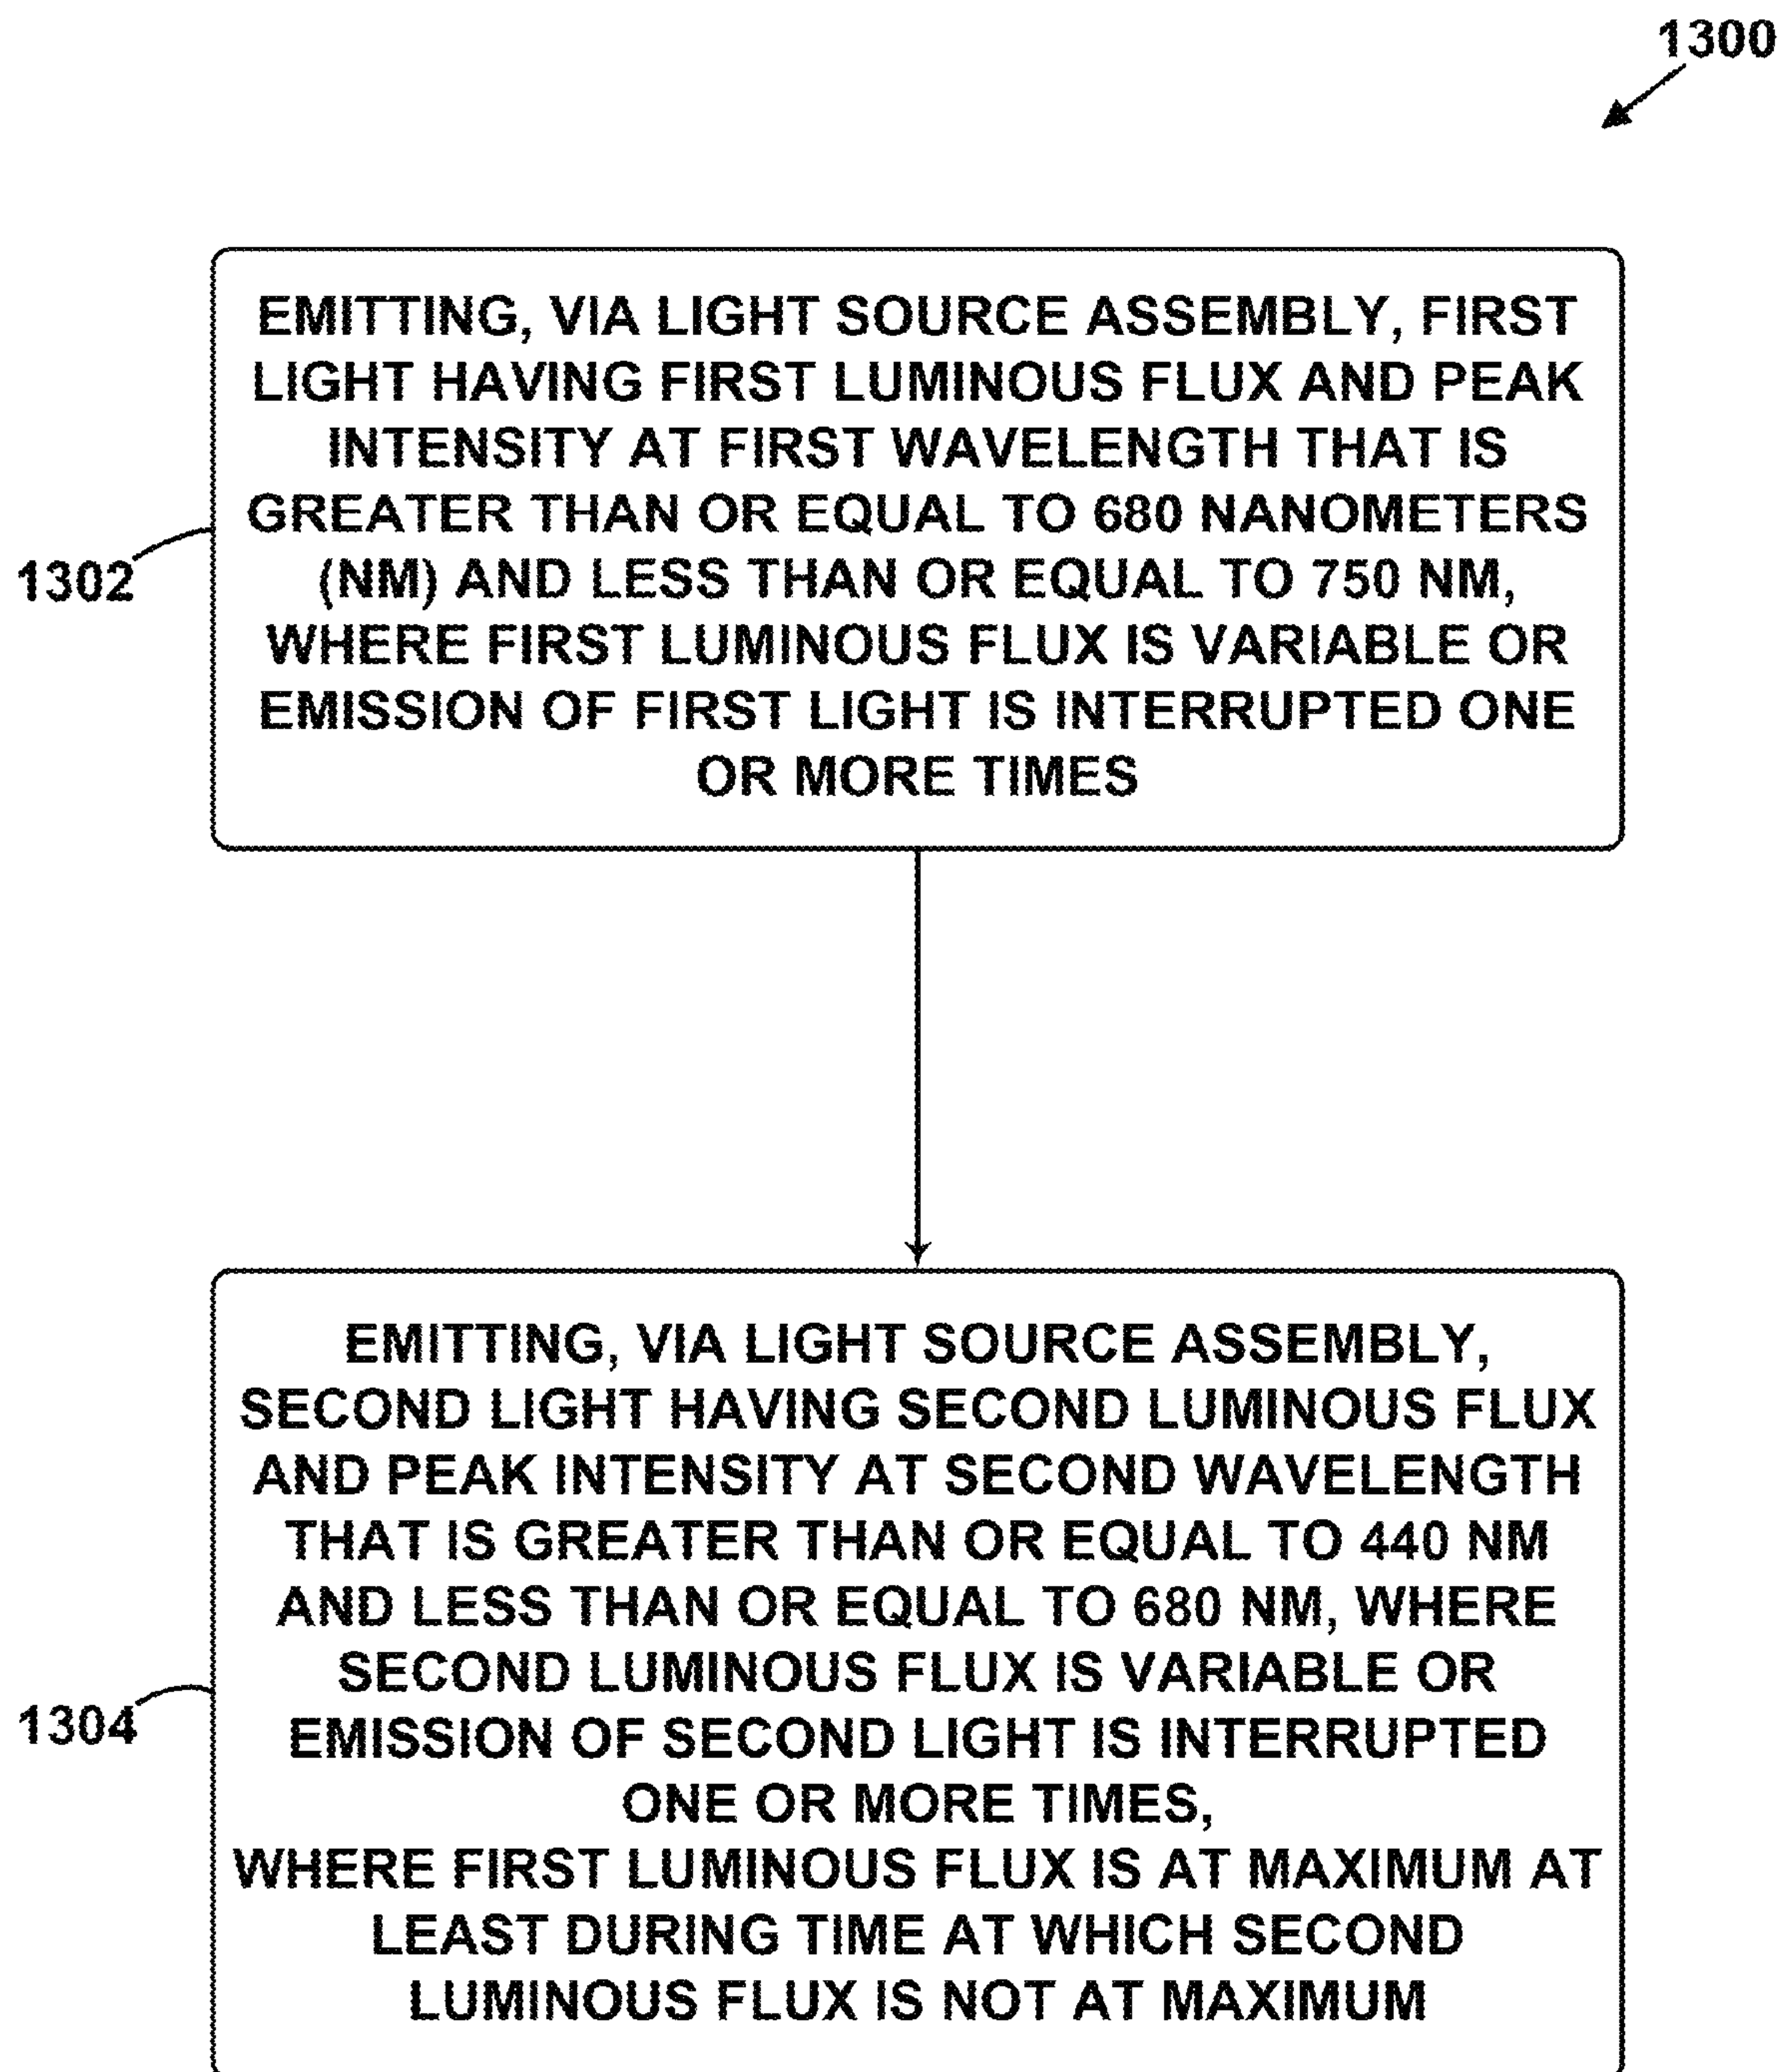 1300
EMITTING, VIA LIGHT SOURCE ASSEMBLY, FIRST
LIGHT HAVING FIRST LUMINOUS FLUX AND PEAK
INTENSITY AT FIRST WAVELENGTH THAT IS
GREATER THAN OR EQUAL TO 680 NANOMETERS
(NM) AND LESS THAN OR EQUAL TO 750 NM,
WHERE FIRST LUMINOUS FLUX IS VARIABLE OR
EMISSION OF FIRST LIGHT IS INTERRUPTED ONE
OR MORE TIMES
1302
EMITTING, VIA LIGHT SOURCE ASSEMBLY,
SECOND LIGHT HAVING SECOND LUMINOUS FLUX
AND PEAK INTENSITY AT SECOND WAVELENGTH
THAT IS GREATER THAN OR EQUAL TO 440 NM
AND LESS THAN OR EQUAL TO 680 NM, WHERE
SECOND LUMINOUS FLUX IS VARIABLE OR
EMISSION OF SECOND LIGHT IS INTERRUPTED
ONE OR MORE TIMES,
WHERE FIRST LUMINOUS FLUX IS AT MAXIMUM AT
LEAST DURING TIME AT WHICH SECOND
LUMINOUS FLUX IS NOT AT MAXIMUM
1304